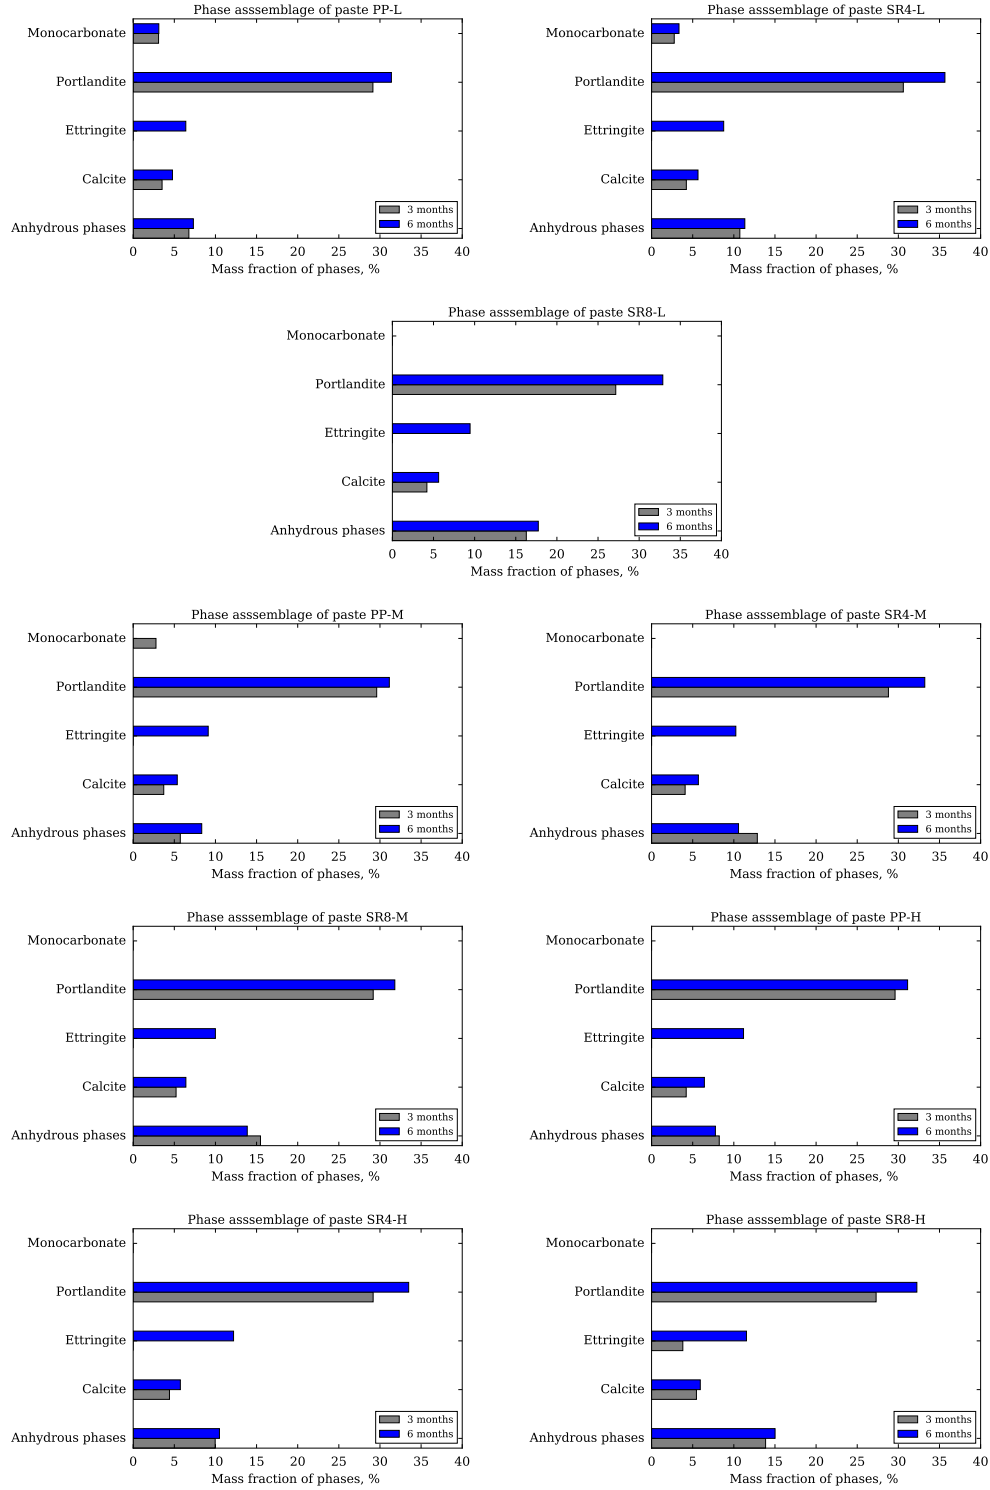 Phase asssemblage of paste PP-L
Monocarbonate
Portlandite
Ettringite
Calcite
Anhydrous phases
3 months
6 months
0 5 10 15 20 25 30 35 40
Mass fraction of phases, %
Phase asssemblage of paste SR4-L
Monocarbonate
Portlandite
Ettringite
Calcite
Anhydrous phases
3 months
6 months
0 5 10 15 20 25 30 35 40
Mass fraction of phases, %
Phase asssemblage of paste SR8-L
Monocarbonate
Portlandite
Ettringite
Calcite
Anhydrous phases
3 months
6 months
0 5 10 15 20 25 30 35 40
Mass fraction of phases, %
Phase asssemblage of paste PP-M
Monocarbonate
Portlandite
Ettringite
Calcite
Anhydrous phases
3 months
6 months
0 5 10 15 20 25 30 35 40
Mass fraction of phases, %
Phase asssemblage of paste SR4-M
Monocarbonate
Portlandite
Ettringite
Calcite
Anhydrous phases
3 months
6 months
0 5 10 15 20 25 30 35 40
Mass fraction of phases, %
Phase asssemblage of paste SR8-M
Monocarbonate
Portlandite
Ettringite
Calcite
Anhydrous phases
3 months
6 months
0 5 10 15 20 25 30 35 40
Mass fraction of phases, %
Phase asssemblage of paste PP-H
Monocarbonate
Portlandite
Ettringite
Calcite
Anhydrous phases
3 months
6 months
0 5 10 15 20 25 30 35 40
Mass fraction of phases, %
Phase asssemblage of paste SR4-H
Monocarbonate
Portlandite
Ettringite
Calcite
Anhydrous phases
3 months
6 months
0 5 10 15 20 25 30 35 40
Mass fraction of phases, %
Phase asssemblage of paste SR8-H
Monocarbonate
Portlandite
Ettringite
Calcite
Anhydrous phases
3 months
6 months
0 5 10 15 20 25 30 35 40
Mass fraction of phases, %